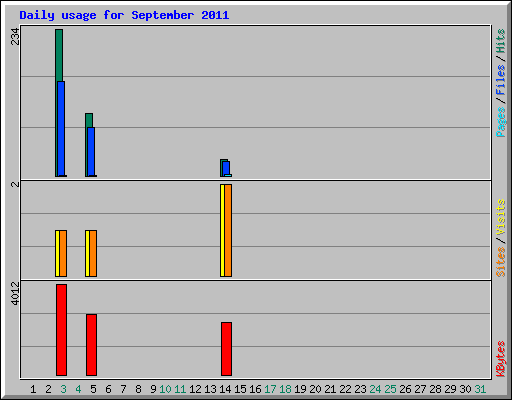 Daily usage for September 2011
234
2
4012
Pages / Files / Hits
Sites / Visits
KBytes
1 2 3 4 5 6 7 8 9 10 11 12 13 14 15 16 17 18 19 20 21 22 23 24 25 26 27 28 29 30 31